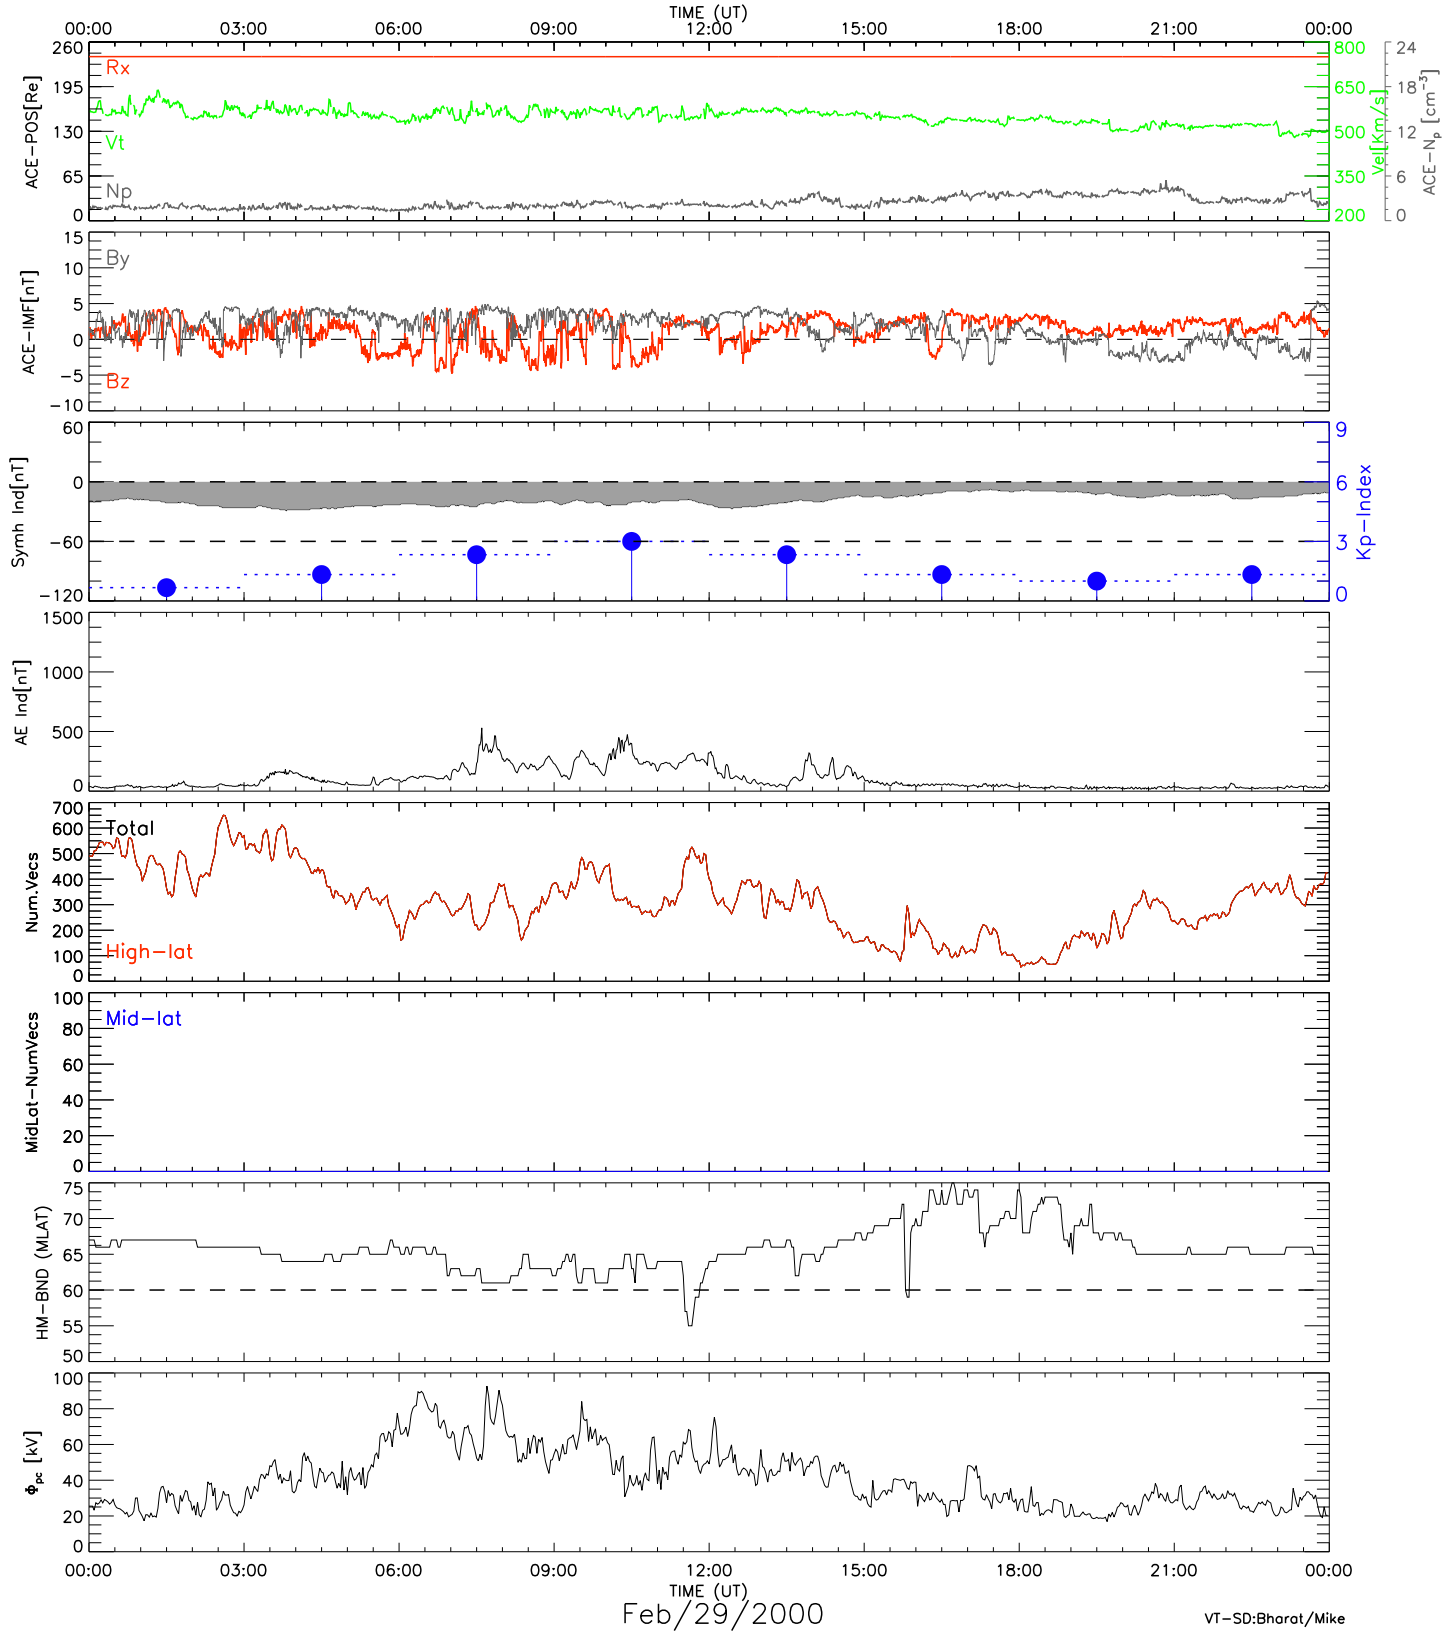 TIME (UT)
00:00 03:00 06:00 09:00 12:00 15:00 18:00 21:00 00:00
ACE-POS[Re]
260
195
130
65
0
Rx
Vt
Np
800
650
500
350
200
Vel[Km/s]
24
18
12
6
0
ACE-Np [cm⁻³]
ACE-IMF[nT]
15
10
5
0
-5
-10
By
Bz
Symh Ind[nT]
60
0
-60
-120
9
6
3
0
Kp-Index
AE Ind[nT]
1500
1000
500
0
Num.Vecs
700
600
500
400
300
200
100
0
Total
High-lat
MidLat-NumVecs
100
80
60
40
20
0
Mid-lat
HM-BND (MLAT)
75
70
65
60
55
50
Φpc [kV]
100
80
60
40
20
0
00:00 03:00 06:00 09:00 12:00 15:00 18:00 21:00 00:00
TIME (UT)
Feb/29/2000
VT-SD:Bharat/Mike